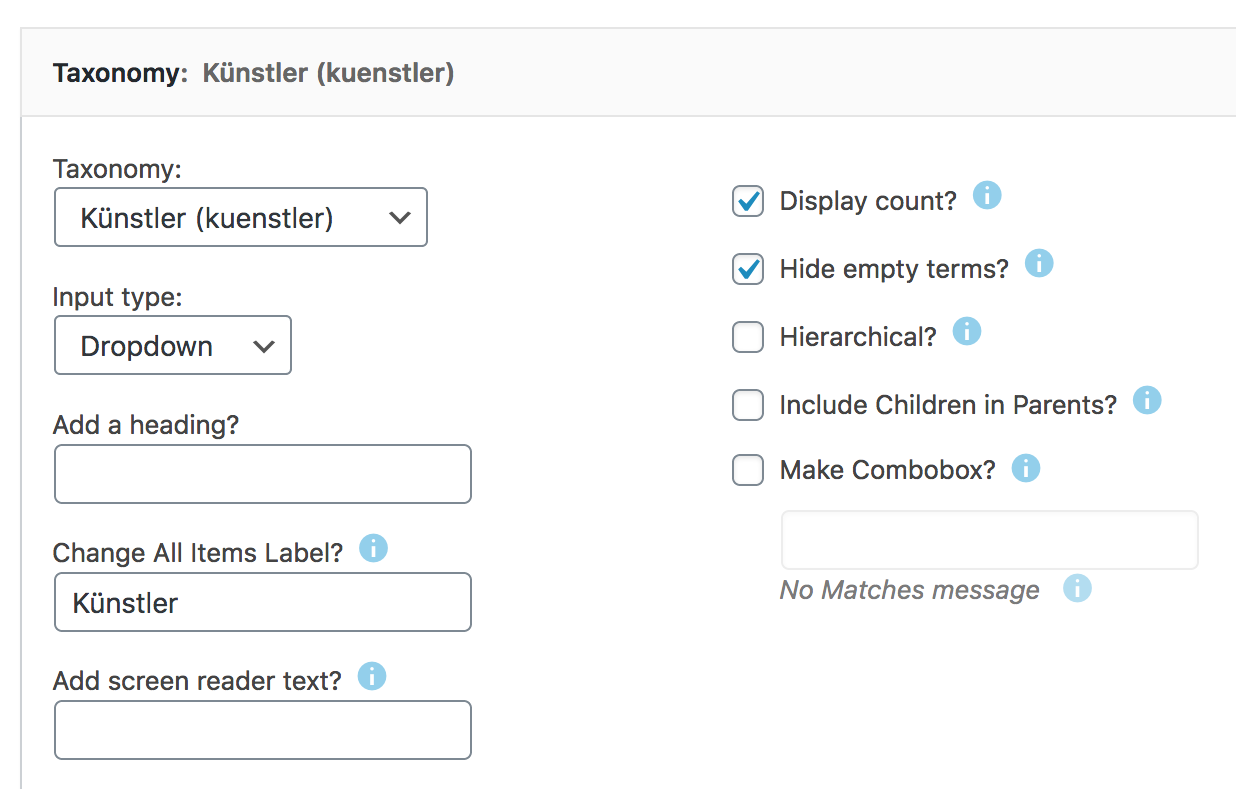 Taxonomy: Künstler (kuenstler)
Taxonomy:
Künstler (kuenstler)
Input type:
Dropdown
Add a heading?
Change All Items Label? i
Künstler
Add screen reader text? i
Display count? i
Hide empty terms? i
Hierarchical? i
Include Children in Parents? i
Make Combobox? i
No Matches message i